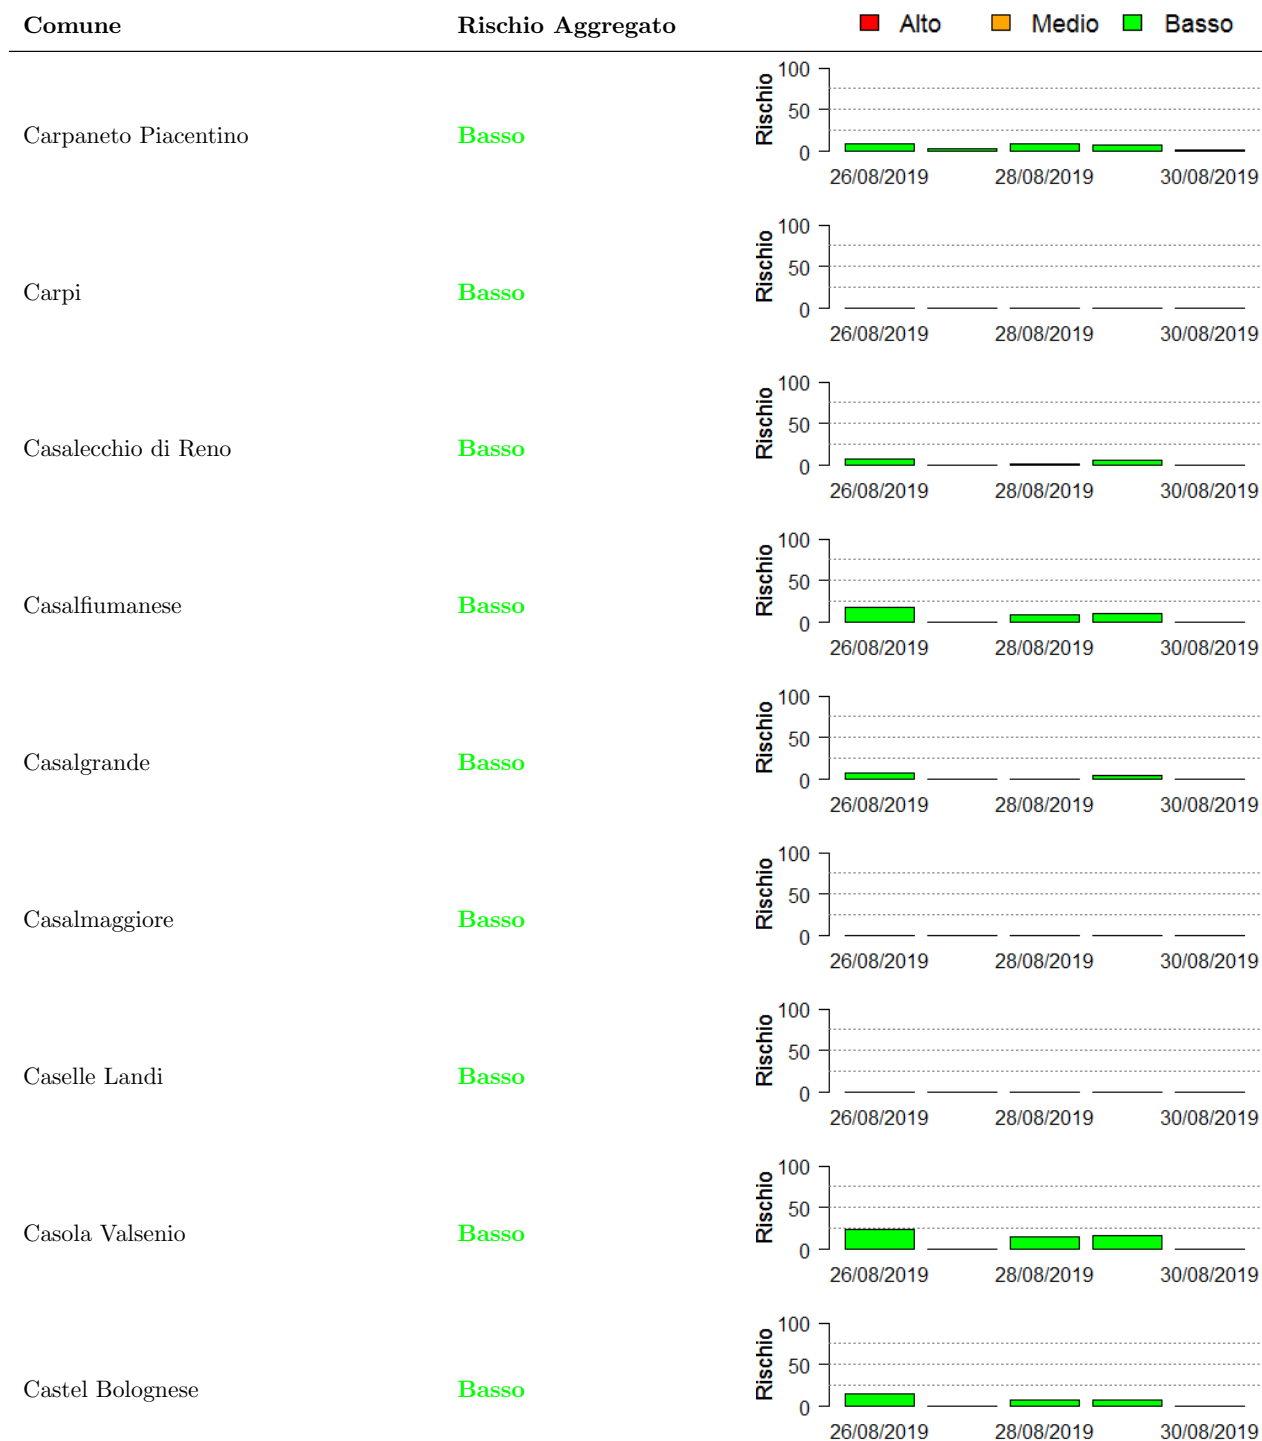 Comune Rischio Aggregato Alto Medio Basso
Carpaneto Piacentino Basso Rischio 100 50 0
26/08/2019 28/08/2019 30/08/2019
Carpi Basso Rischio 100 50 0
26/08/2019 28/08/2019 30/08/2019
Casalecchio di Reno Basso Rischio 100 50 0
26/08/2019 28/08/2019 30/08/2019
Casalfiumanese Basso Rischio 100 50 0
26/08/2019 28/08/2019 30/08/2019
Casalgrande Basso Rischio 100 50 0
26/08/2019 28/08/2019 30/08/2019
Casalmaggiore Basso Rischio 100 50 0
26/08/2019 28/08/2019 30/08/2019
Caselle Landi Basso Rischio 100 50 0
26/08/2019 28/08/2019 30/08/2019
Casola Valsenio Basso Rischio 100 50 0
26/08/2019 28/08/2019 30/08/2019
Castel Bolognese Basso Rischio 100 50 0
26/08/2019 28/08/2019 30/08/2019